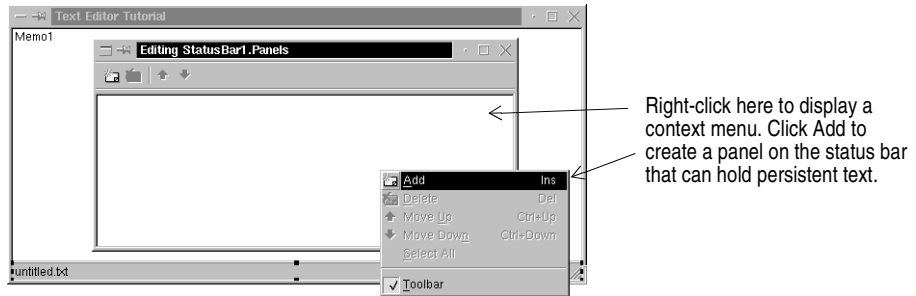 Text Editor Tutorial
Memo1
Editing StatusBar1.Panels
Right-click here to display a
context menu. Click Add to
create a panel on the status bar
that can hold persistent text.
Add Ins
Delete Del
Move Up Ctrl+Up
Move Down Ctrl+Down
Select All
Toolbar
untitled.txt